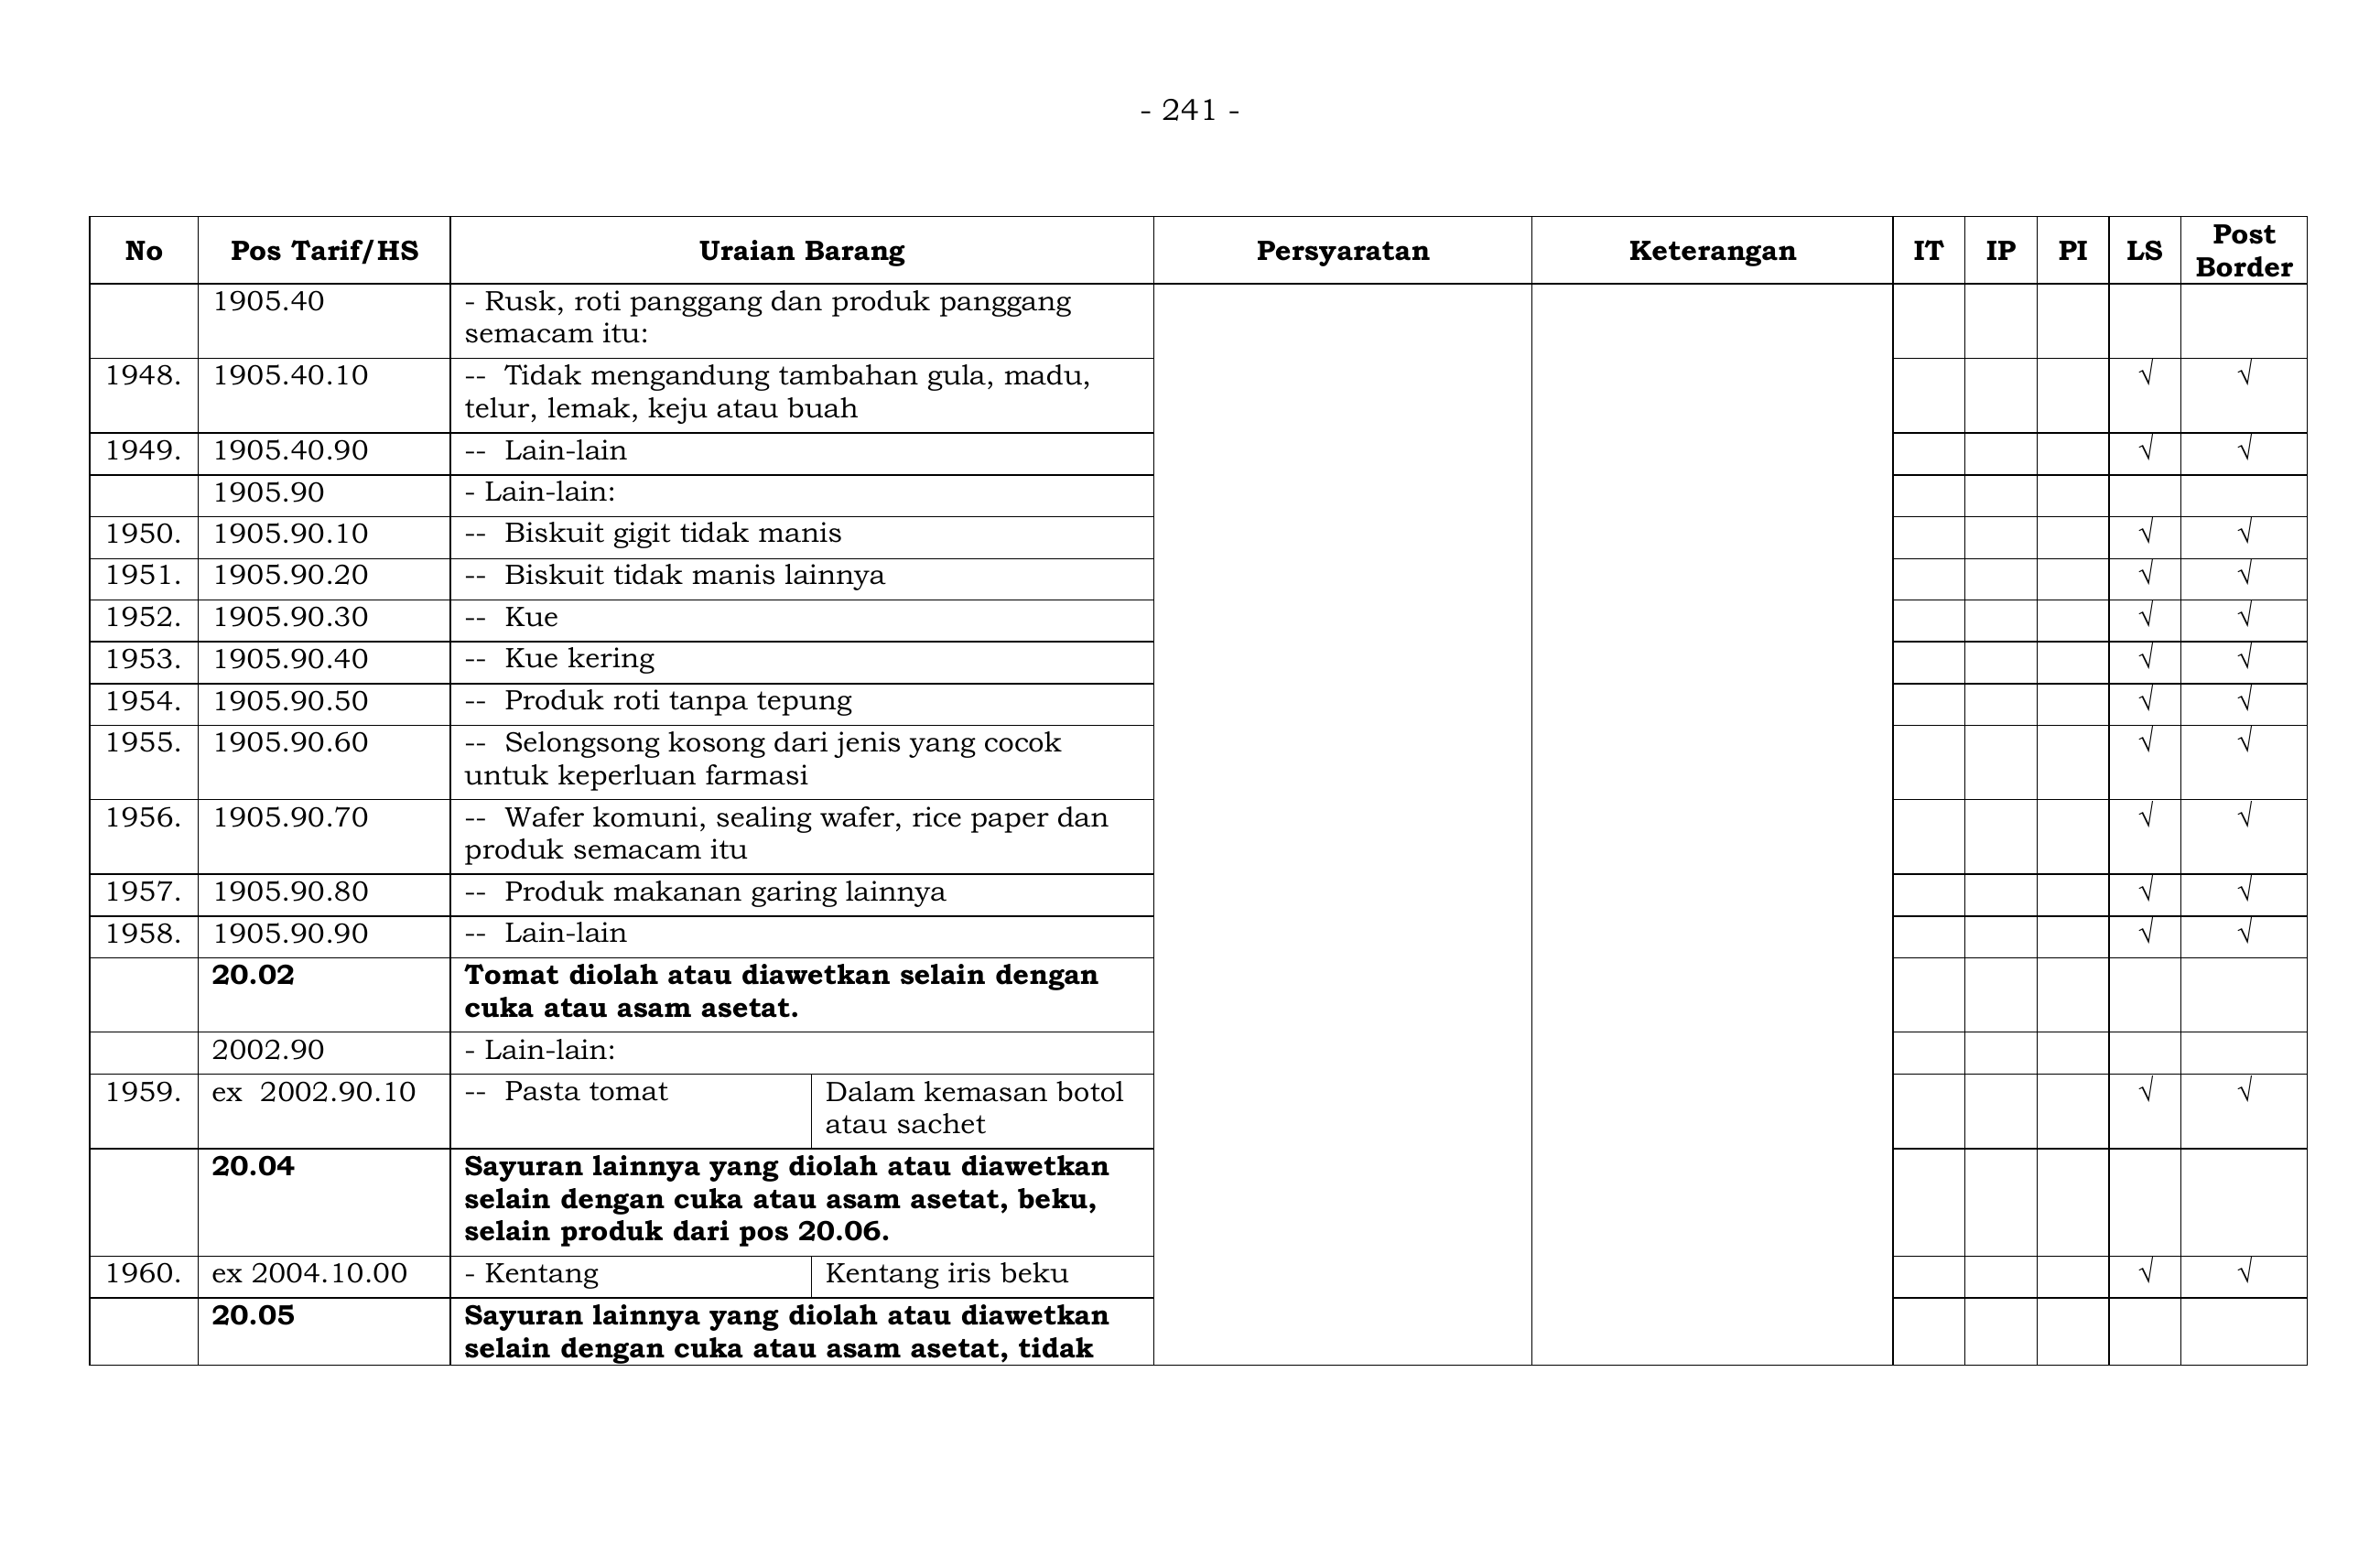 - 241 -
No Pos Tarif/HS Uraian Barang Persyaratan Keterangan IT IP PI LS Post Border
1905.40 - Rusk, roti panggang dan produk panggang
semacam itu:
1948. 1905.40.10 -- Tidak mengandung tambahan gula, madu, √ √
telur, lemak, keju atau buah
1949. 1905.40.90 -- Lain-lain √ √
1905.90 - Lain-lain:
1950. 1905.90.10 -- Biskuit gigit tidak manis √ √
1951. 1905.90.20 -- Biskuit tidak manis lainnya √ √
1952. 1905.90.30 -- Kue √ √
1953. 1905.90.40 -- Kue kering √ √
1954. 1905.90.50 -- Produk roti tanpa tepung √ √
1955. 1905.90.60 -- Selongsong kosong dari jenis yang cocok √ √
untuk keperluan farmasi
1956. 1905.90.70 -- Wafer komuni, sealing wafer, rice paper dan √ √
produk semacam itu
1957. 1905.90.80 -- Produk makanan garing lainnya √ √
1958. 1905.90.90 -- Lain-lain √ √
20.02 Tomat diolah atau diawetkan selain dengan
cuka atau asam asetat.
2002.90 - Lain-lain:
1959. ex 2002.90.10 -- Pasta tomat Dalam kemasan botol √ √
atau sachet
20.04 Sayuran lainnya yang diolah atau diawetkan
selain dengan cuka atau asam asetat, beku,
selain produk dari pos 20.06.
1960. ex 2004.10.00 - Kentang Kentang iris beku √ √
20.05 Sayuran lainnya yang diolah atau diawetkan
selain dengan cuka atau asam asetat, tidak